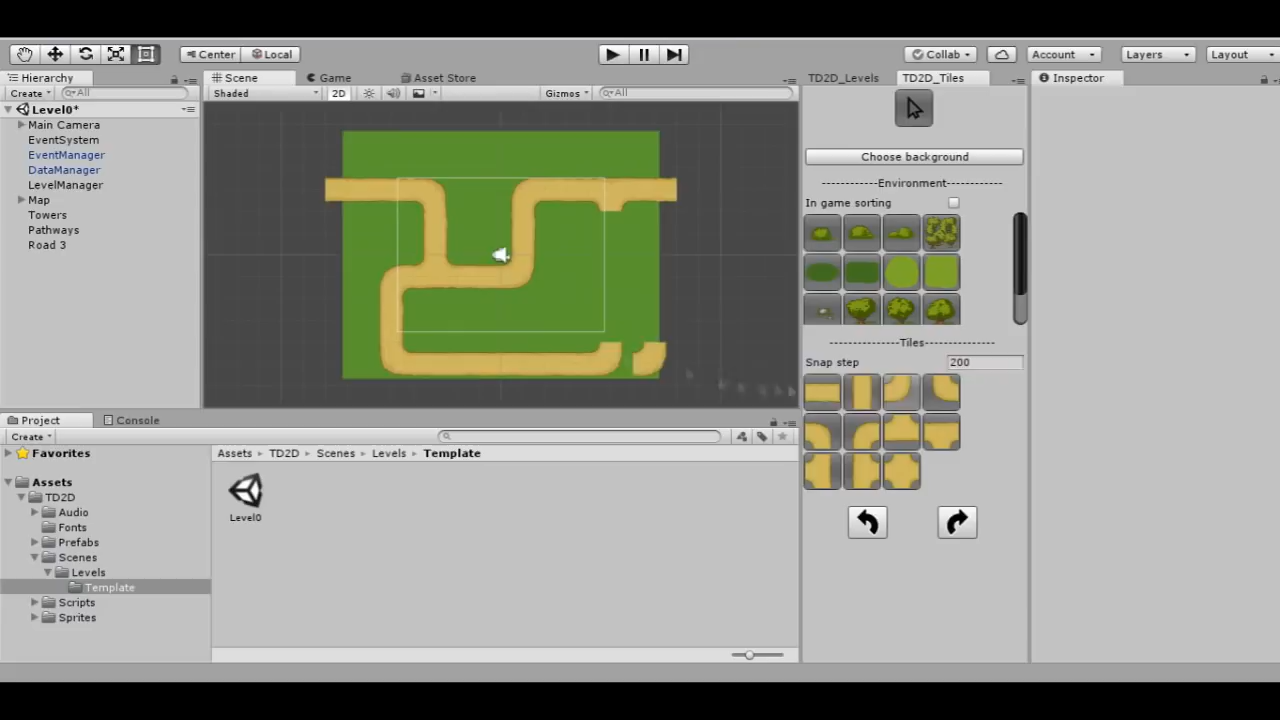 Center Local Collab Account Layers Layout
Hierarchy Scene Game Asset Store TD2D_Levels TD2D_Tiles Inspector
Create All Shaded 2D Gizmos All
Level0*
Main Camera
EventSystem
EventManager
DataManager
LevelManager
Map
Towers
Pathways
Road 3
Choose background
---------------Environment---------------
In game sorting
---------------Tiles---------------
Snap step 200
Project Console
Create
Favorites
Assets
TD2D
Audio
Fonts
Prefabs
Scenes
Levels
Template
Scripts
Sprites
Assets TD2D Scenes Levels Template
Level0